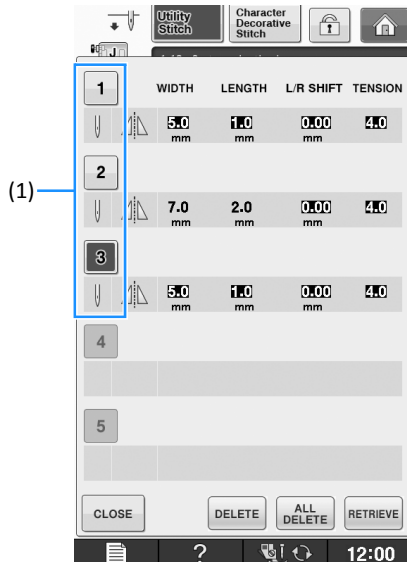 Utility
Stitch
Character
Decorative
Stitch
J
1
WIDTH LENGTH L/R SHIFT TENSION
5.0 1.0 0.00 4.0
mm mm mm
2
7.0 2.0 0.00 4.0
mm mm mm
(1)
3
5.0 1.0 0.00 4.0
mm mm mm
4
5
CLOSE DELETE ALL DELETE RETRIEVE
? 12:00